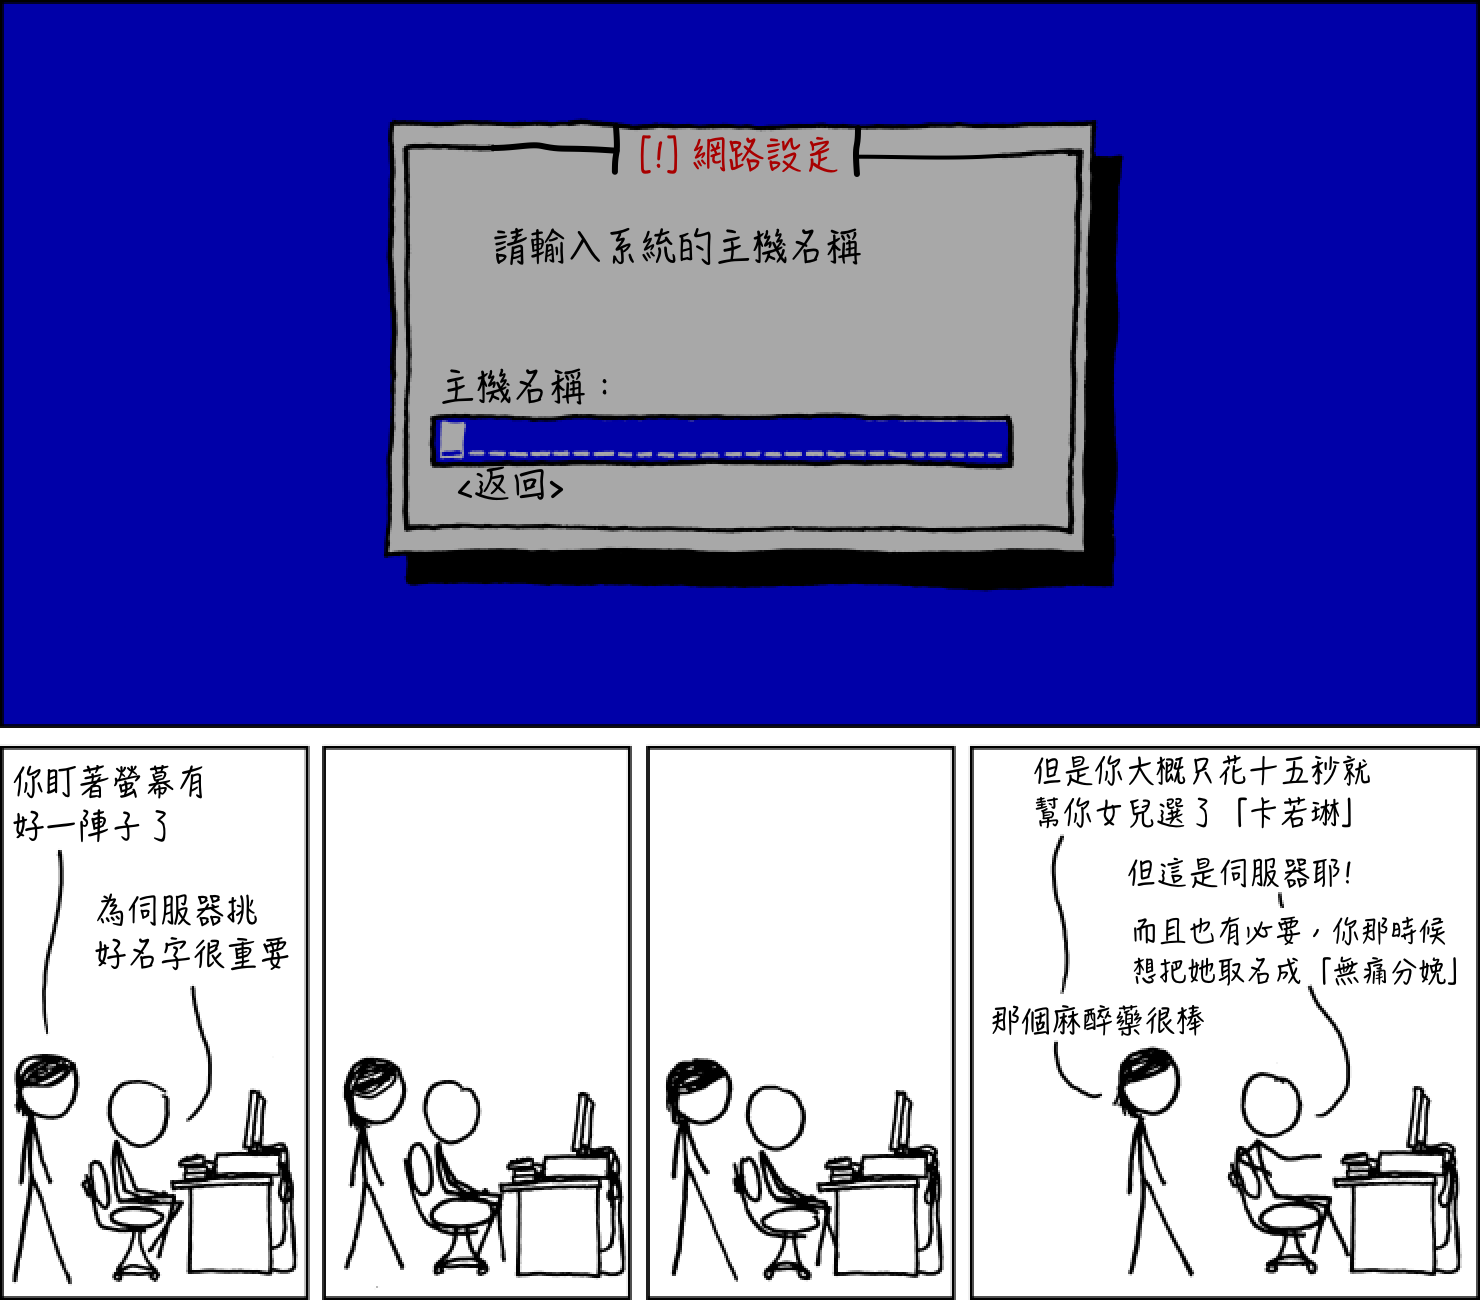 [!] 網路設定
請輸入系統的主機名稱
主機名稱：
<返回>
你盯著螢幕有
好一陣子了
為伺服器挑
好名字很重要
但是你大概只花十五秒就
幫你女兒選了「卡若琳」
但這是伺服器耶！
而且也有必要，你那時候
想把她取名成「無痛分娩」
那個麻醉藥很棒